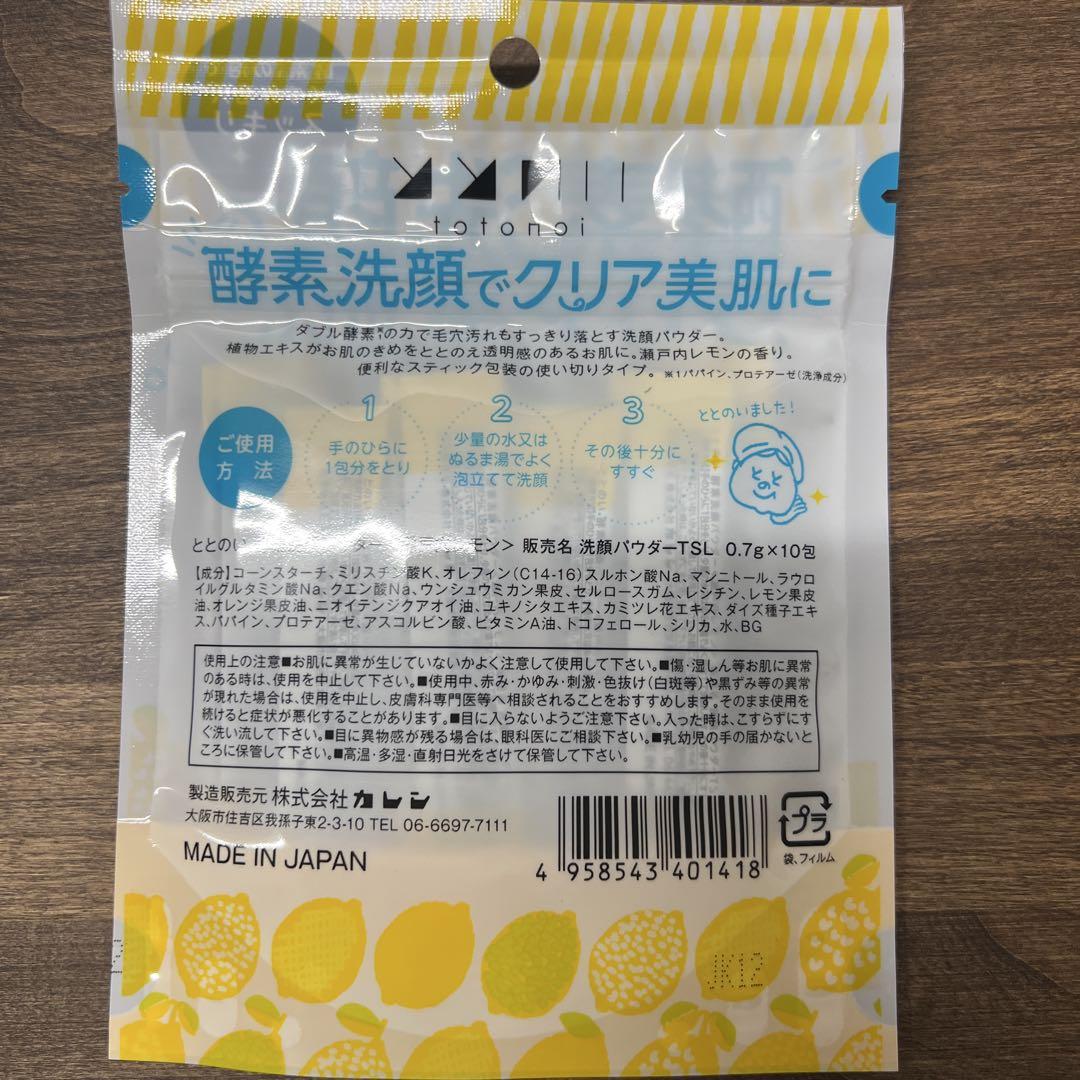 totonoi
酵素洗顔でクリア美肌に
ダブル酵素※1の力で毛穴汚れもすっきり落とす洗顔パウダー。
植物エキスがお肌のきめをととのえ透明感のあるお肌に。瀬戸内レモンの香り。
便利なスティック包装の使い切りタイプ。 ※1パパイン、プロテアーゼ(洗浄成分)
ご使用
方 法
1
手のひらに
1包分をとり
2
少量の水又は
ぬるま湯でよく
泡立てて洗顔
3
その後十分に
すすぐ
ととのいました!
ととのい モン> 販売名 洗顔パウダーTSL 0.7g×10包
【成分】コーンスターチ、ミリスチン酸K、オレフィン(C14-16)スルホン酸Na、マンニトール、ラウロ
イルグルタミン酸Na、クエン酸Na、ウンシュウミカン果皮、セルロースガム、レシチン、レモン果皮
油、オレンジ果皮油、ニオイテンジクアオイ油、ユキノシタエキス、カミツレ花エキス、ダイズ種子エキ
ス、パパイン、プロテアーゼ、アスコルビン酸、ビタミンA油、トコフェロール、シリカ、水、BG
使用上の注意■お肌に異常が生じていないかよく注意して使用して下さい。■傷・湿しん等お肌に異常
のある時は、使用を中止して下さい。■使用中、赤み・かゆみ・刺激・色抜け(白斑等)や黒ずみ等の異常
が現れた場合は、使用を中止し、皮膚科専門医等へ相談されることをおすすめします。そのまま使用を
続けると症状が悪化することがあります。■目に入らないようご注意下さい。入った時は、こすらずにす
ぐ洗い流して下さい。■目に異物感が残る場合は、眼科医にご相談下さい。■乳幼児の手の届かないと
ころに保管して下さい。■高温・多湿・直射日光をさけて保管して下さい。
製造販売元 株式会社カレン
大阪市住吉区我孫子東2-3-10 TEL 06-6697-7111
MADE IN JAPAN
4 958543 401418
プラ
袋、フィルム
JK12